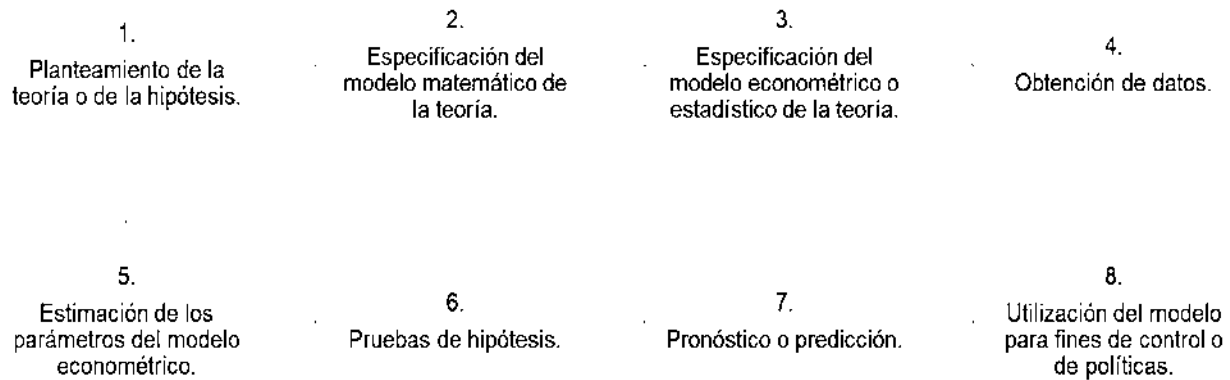 1.
Planteamiento de la
teoría o de la hipótesis.
2.
Especificación del
modelo matemático de
la teoría.
3.
Especificación del
modelo econométrico o
estadístico de la teoría.
4.
Obtención de datos.
5.
Estimación de los
parámetros del modelo
econométrico.
6.
Pruebas de hipótesis.
7.
Pronóstico o predicción.
8.
Utilización del modelo
para fines de control o
de políticas.